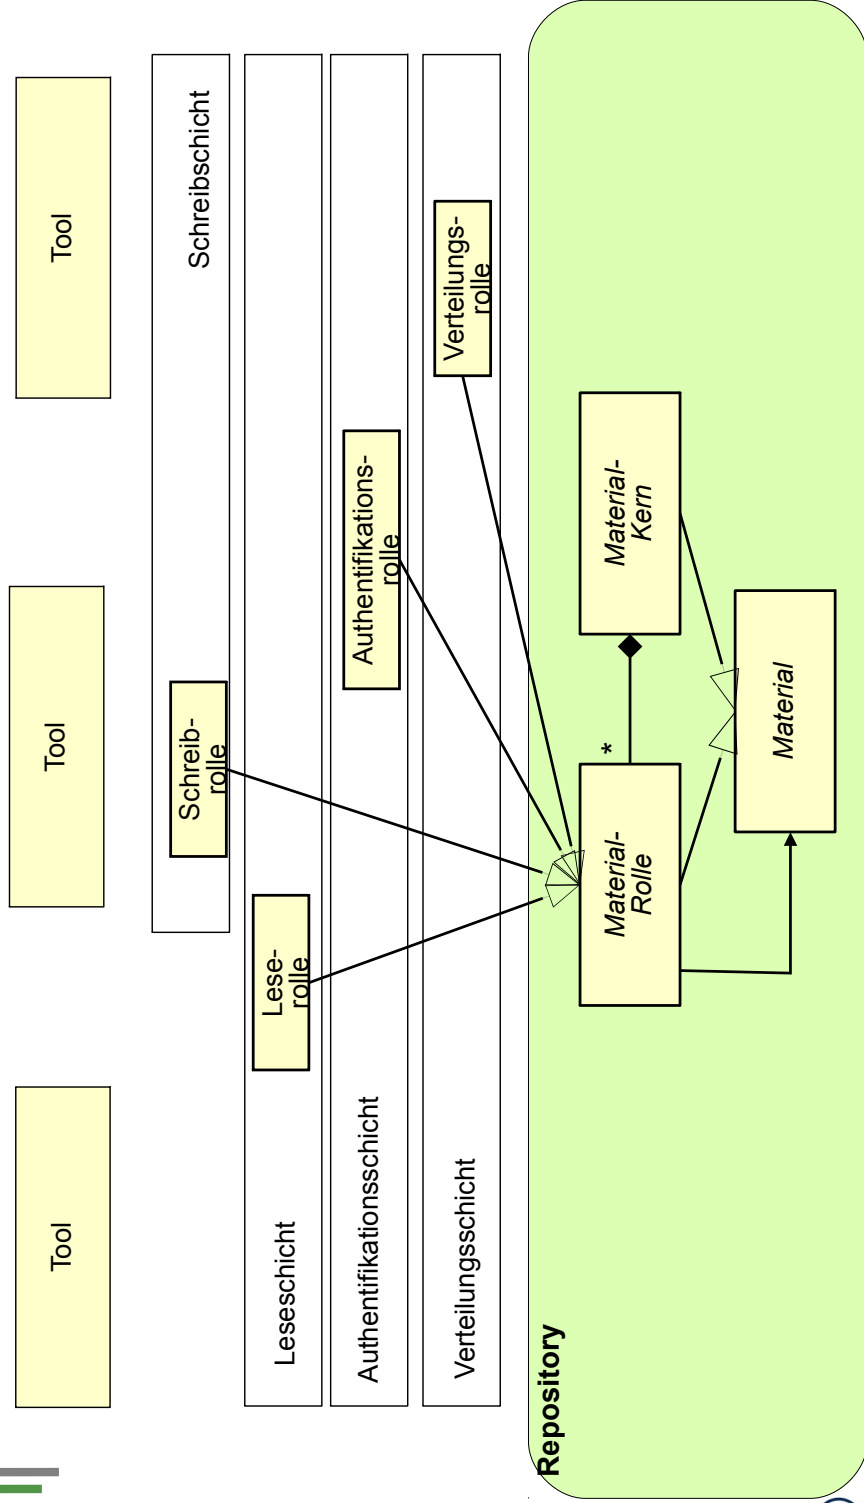 Tool
Tool
Tool
Schreibschicht
Schreib-
rolle
Leseschicht
Lese-
rolle
Authentifikationsschicht
Authentifikations-
rolle
Verteilungsschicht
Verteilungs-
rolle
Repository
Material-
Rolle
*
Material-
Kern
Material